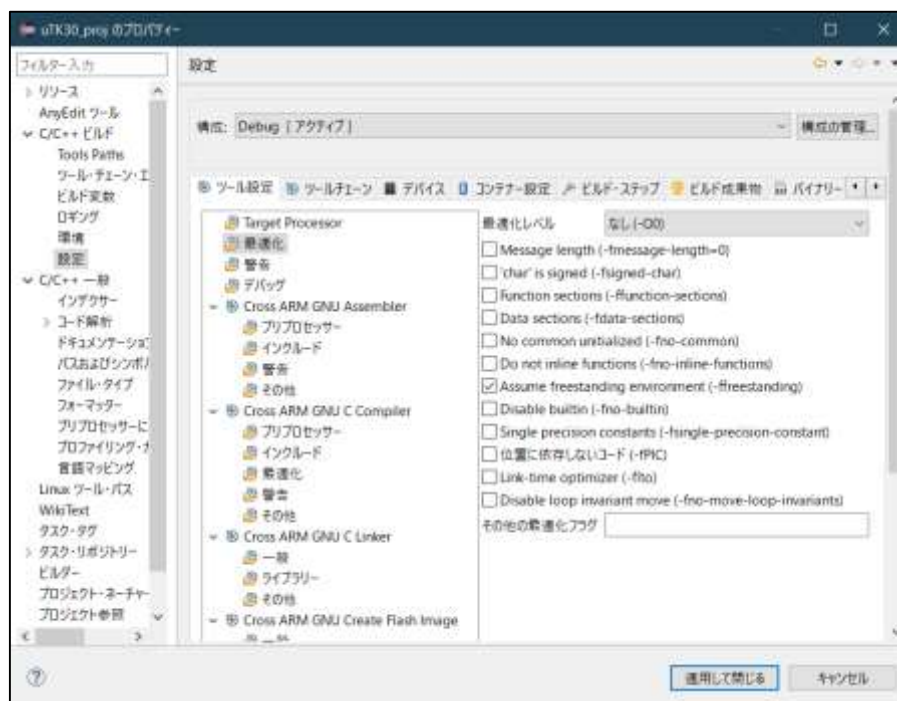 uTK30_proj のプロパティー
フィルター入力
設定
リソース
AnyEdit ツール
C/C++ ビルド
Tools Paths
ツール・チェーン・エ
ビルド変数
ロギング
環境
設定
C/C++ 一般
インデクサー
コード解析
ドキュメンテーショ
パスおよびシンボル
ファイル・タイプ
フォーマッター
プリプロセッサーに
プロファイリング・カ
言語マッピング
Linux ツール・パス
WikiText
タスク・タグ
タスク・リポジトリー
ビルダー
プロジェクト・ネーチャー
プロジェクト参照
構成: Debug [ アクティブ ]
構成の管理...
ツール設定 ツールチェーン デバイス コンテナー設定 ビルド・ステップ ビルド成果物 バイナリー
Target Processor
最適化
警告
デバッグ
Cross ARM GNU Assembler
プリプロセッサー
インクルード
警告
その他
Cross ARM GNU C Compiler
プリプロセッサー
インクルード
最適化
警告
その他
Cross ARM GNU C Linker
一般
ライブラリー
その他
Cross ARM GNU Create Flash Image
一般
最適化レベル なし (-O0)
Message length (-fmessage-length=0)
'char' is signed (-fsigned-char)
Function sections (-ffunction-sections)
Data sections (-fdata-sections)
No common unitialized (-fno-common)
Do not inline functions (-fno-inline-functions)
Assume freestanding environment (-ffreestanding)
Disable builtin (-fno-builtin)
Single precision constants (-fsingle-precision-constant)
位置に依存しないコード (-fPIC)
Link-time optimizer (-flto)
Disable loop invariant move (-fno-move-loop-invariants)
その他の最適化フラグ
適用して閉じる
キャンセル